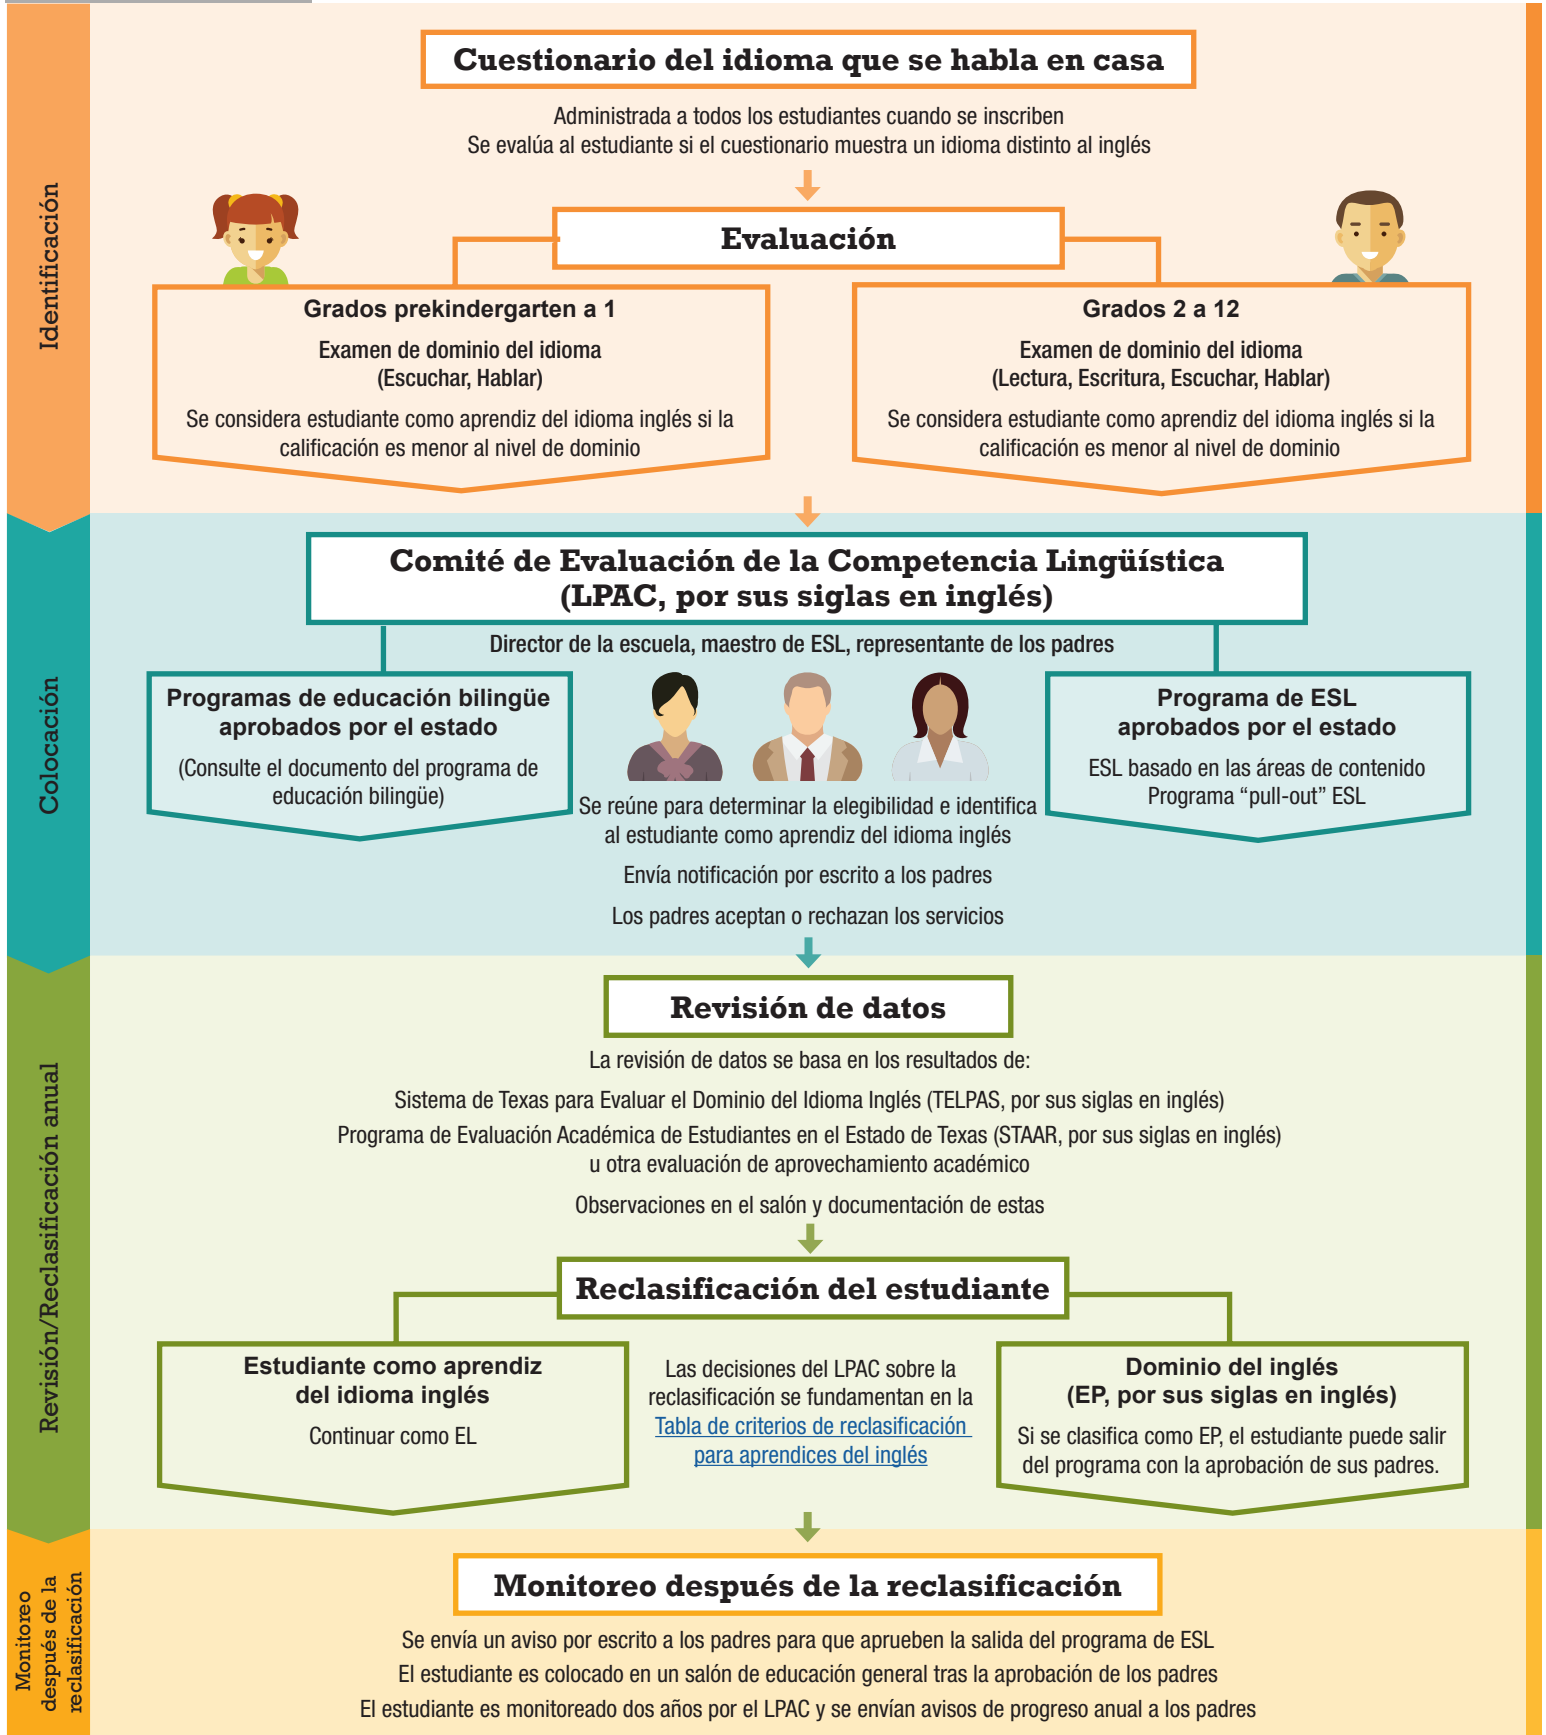 Identificación
Cuestionario del idioma que se habla en casa
Administrada a todos los estudiantes cuando se inscriben
Se evalúa al estudiante si el cuestionario muestra un idioma distinto al inglés
Evaluación
Grados prekindergarten a 1
Examen de dominio del idioma
(Escuchar, Hablar)
Se considera estudiante como aprendiz del idioma inglés si la
calificación es menor al nivel de dominio
Grados 2 a 12
Examen de dominio del idioma
(Lectura, Escritura, Escuchar, Hablar)
Se considera estudiante como aprendiz del idioma inglés si la
calificación es menor al nivel de dominio
Colocación
Comité de Evaluación de la Competencia Lingüística
(LPAC, por sus siglas en inglés)
Director de la escuela, maestro de ESL, representante de los padres
Programas de educación bilingüe
aprobados por el estado
(Consulte el documento del programa de
educación bilingüe)
Se reúne para determinar la elegibilidad e identifica
al estudiante como aprendiz del idioma inglés
Envía notificación por escrito a los padres
Los padres aceptan o rechazan los servicios
Programa de ESL
aprobados por el estado
ESL basado en las áreas de contenido
Programa “pull-out” ESL
Revisión/Reclasificación anual
Revisión de datos
La revisión de datos se basa en los resultados de:
Sistema de Texas para Evaluar el Dominio del Idioma Inglés (TELPAS, por sus siglas en inglés)
Programa de Evaluación Académica de Estudiantes en el Estado de Texas (STAAR, por sus siglas en inglés)
u otra evaluación de aprovechamiento académico
Observaciones en el salón y documentación de estas
Reclasificación del estudiante
Estudiante como aprendiz
del idioma inglés
Continuar como EL
Las decisiones del LPAC sobre la
reclasificación se fundamentan en la
Tabla de criterios de reclasificación
para aprendices del inglés
Dominio del inglés
(EP, por sus siglas en inglés)
Si se clasifica como EP, el estudiante puede salir
del programa con la aprobación de sus padres.
Monitoreo
después de la
reclasificación
Monitoreo después de la reclasificación
Se envía un aviso por escrito a los padres para que aprueben la salida del programa de ESL
El estudiante es colocado en un salón de educación general tras la aprobación de los padres
El estudiante es monitoreado dos años por el LPAC y se envían avisos de progreso anual a los padres